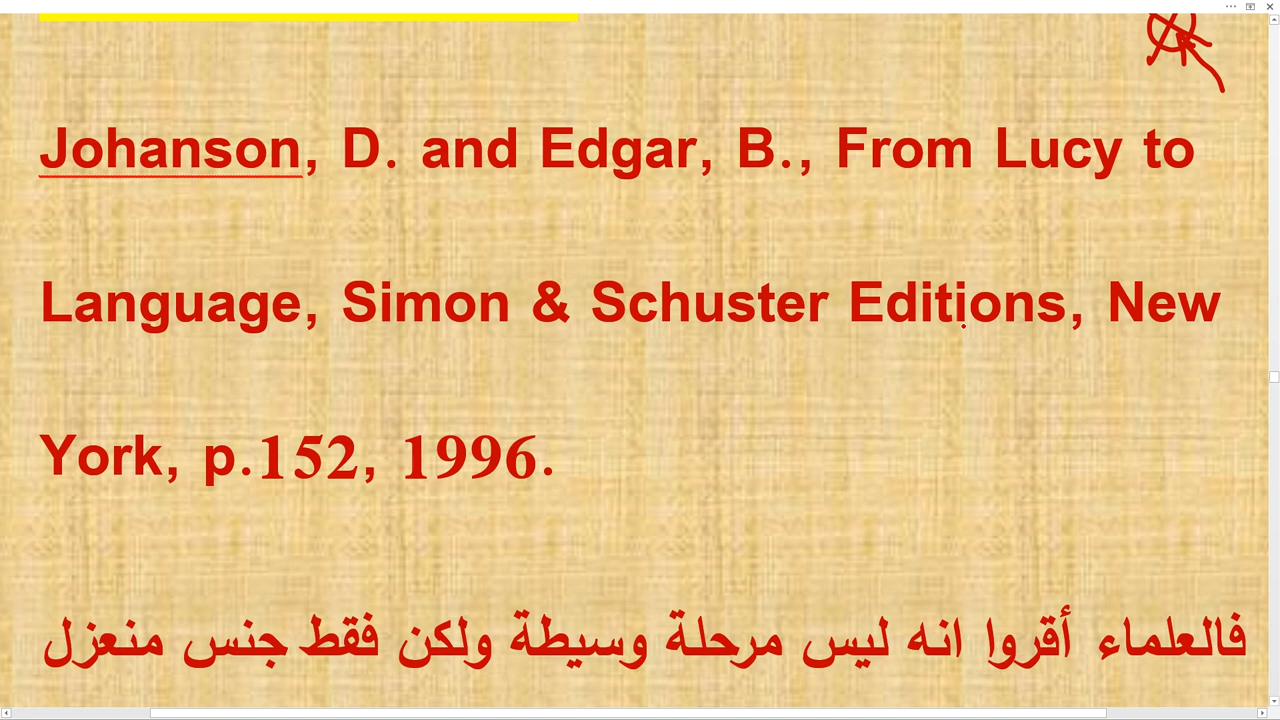 Johanson, D. and Edgar, B., From Lucy to
Language, Simon & Schuster Editions, New
York, p.152, 1996.
فالعلماء أقروا انه ليس مرحلة وسيطة ولكن فقط جنس منعزل